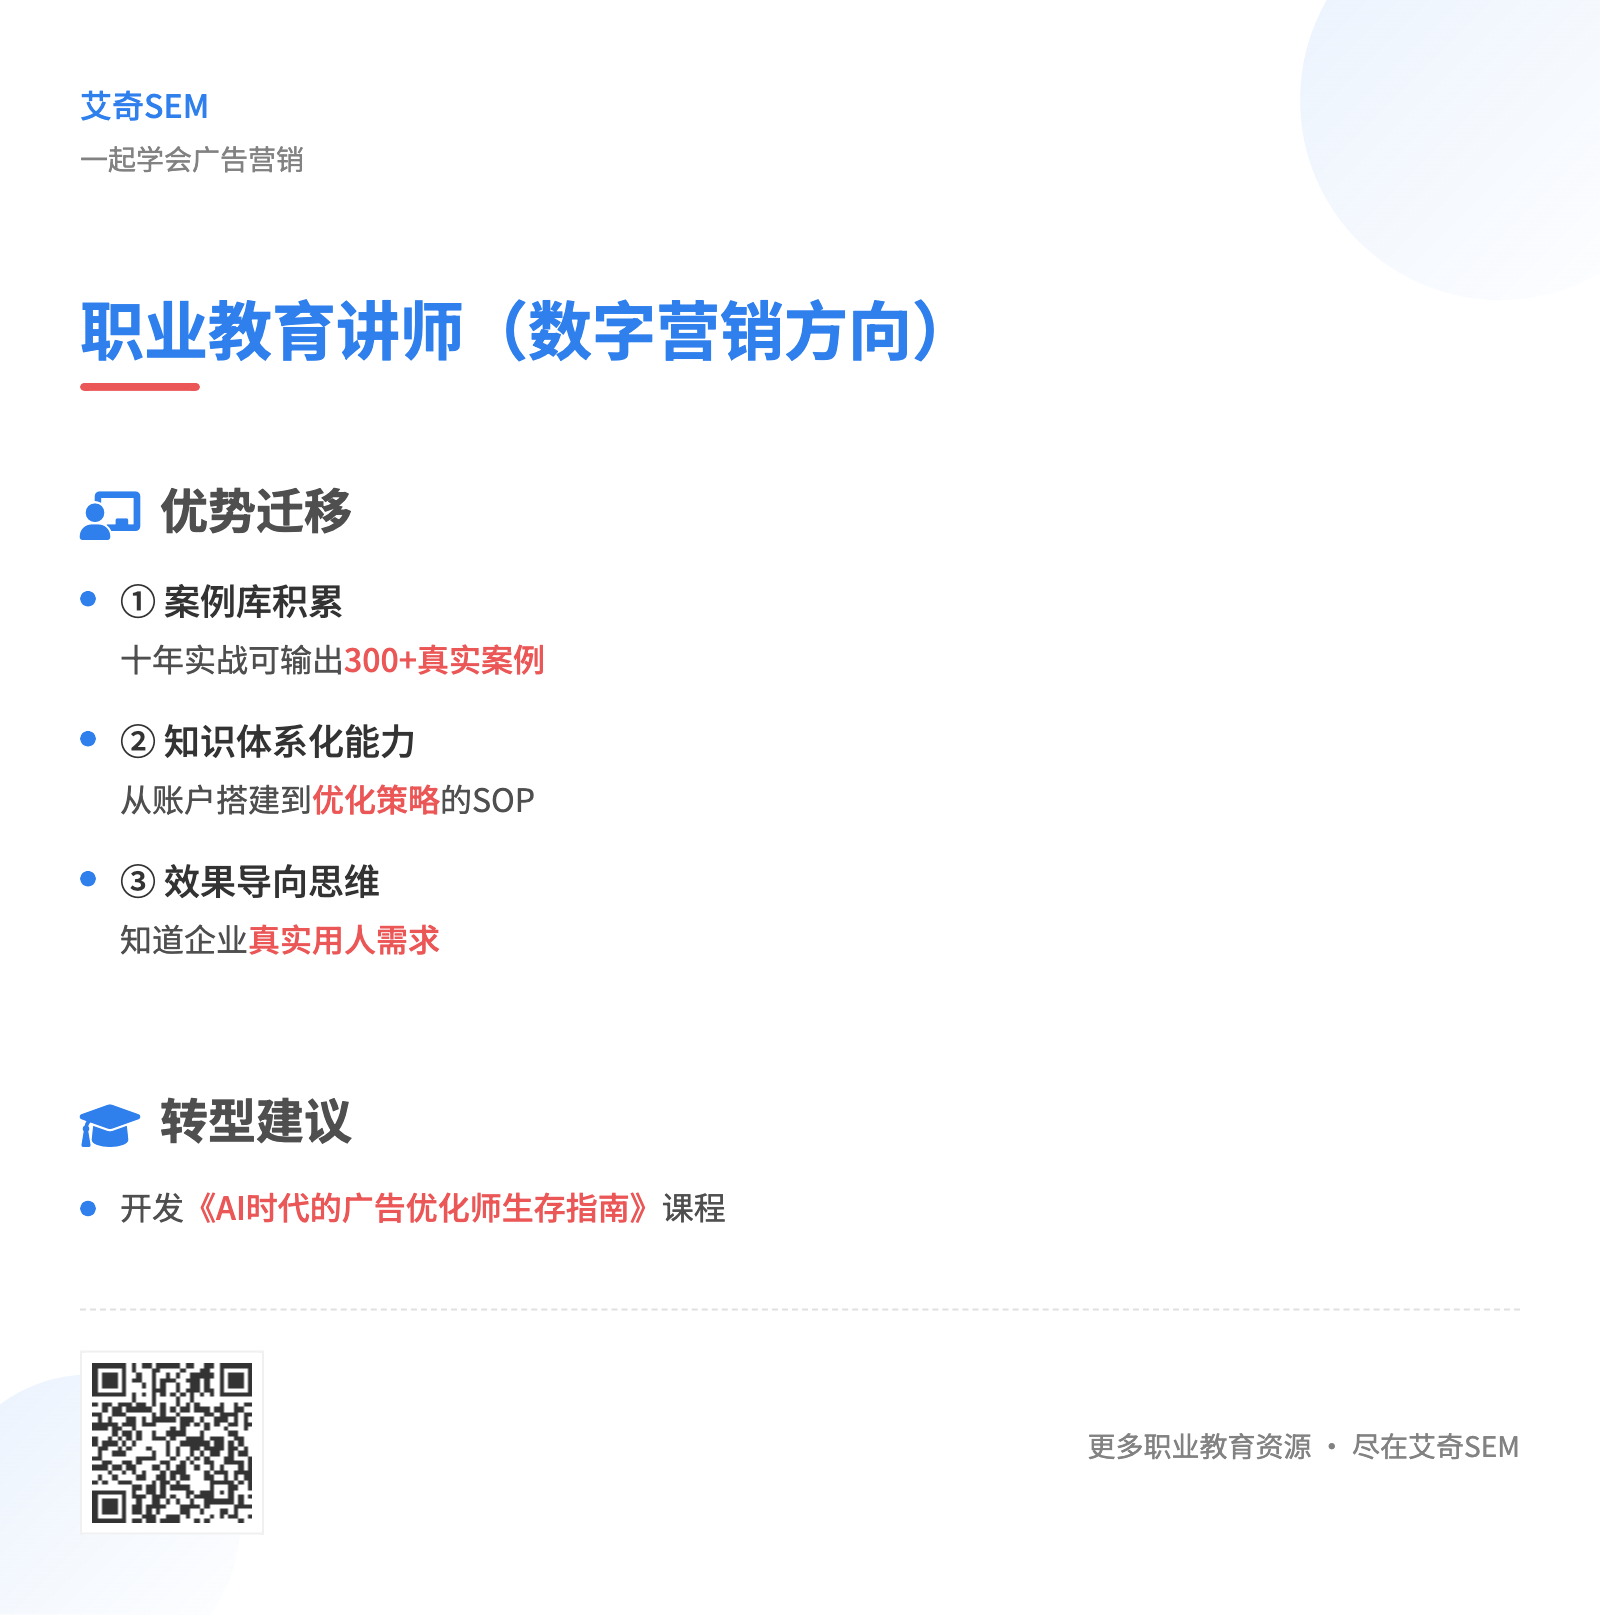 艾奇SEM
一起学会广告营销
职业教育讲师（数字营销方向）
优势迁移
① 案例库积累
十年实战可输出300+真实案例
② 知识体系化能力
从账户搭建到优化策略的SOP
③ 效果导向思维
知道企业真实用人需求
转型建议
开发《AI时代的广告优化师生存指南》课程
更多职业教育资源 · 尽在艾奇SEM